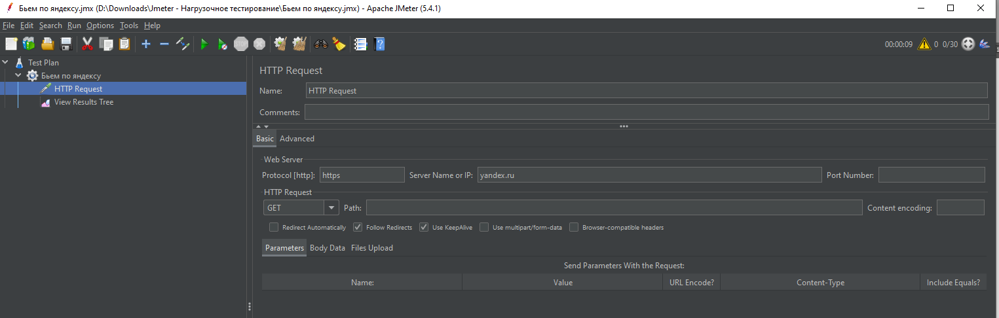 Бьем по яндексу.jmx (D:\Downloads\Jmeter - Нагрузочное тестирование\Бьем по яндексу.jmx) - Apache JMeter (5.4.1)
File Edit Search Run Options Tools Help
00:00:09 0 0/30
Test Plan
Бьем по яндексу
HTTP Request
View Results Tree
HTTP Request
Name: HTTP Request
Comments:
Basic Advanced
Web Server
Protocol [http]: https Server Name or IP: yandex.ru Port Number:
HTTP Request
GET Path: Content encoding:
Redirect Automatically Follow Redirects Use KeepAlive Use multipart/form-data Browser-compatible headers
Parameters Body Data Files Upload
Send Parameters With the Request:
Name: Value URL Encode? Content-Type Include Equals?